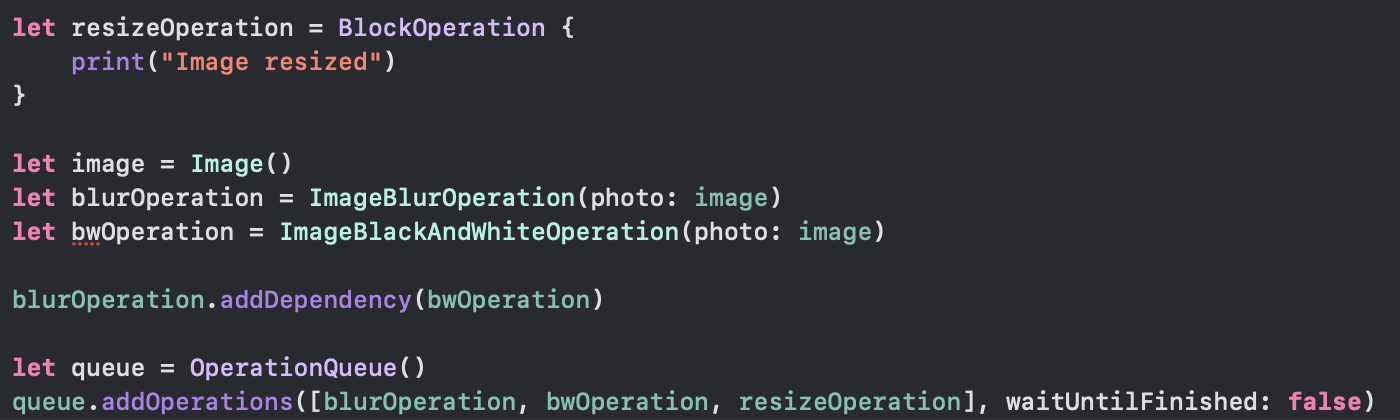 let resizeOperation = BlockOperation {
    print("Image resized")
}
let image = Image()
let blurOperation = ImageBlurOperation(photo: image)
let bwOperation = ImageBlackAndWhiteOperation(photo: image)
blurOperation.addDependency(bwOperation)
let queue = OperationQueue()
queue.addOperations([blurOperation, bwOperation, resizeOperation], waitUntilFinished: false)